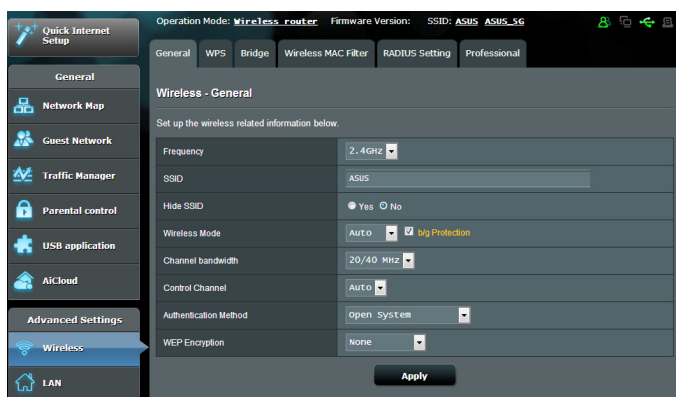 Quick Internet
Setup
Operation Mode: Wireless router Firmware Version: SSID: ASUS ASUS_5G
General WPS Bridge Wireless MAC Filter RADIUS Setting Professional
General
Network Map
Guest Network
Traffic Manager
Parental control
USB application
AiCloud
Advanced Settings
Wireless
LAN
Wireless - General
Set up the wireless related information below.
Frequency 2.4GHz
SSID ASUS
Hide SSID Yes No
Wireless Mode Auto b/g Protection
Channel bandwidth 20/40 MHz
Control Channel Auto
Authentication Method Open System
WEP Encryption None
Apply